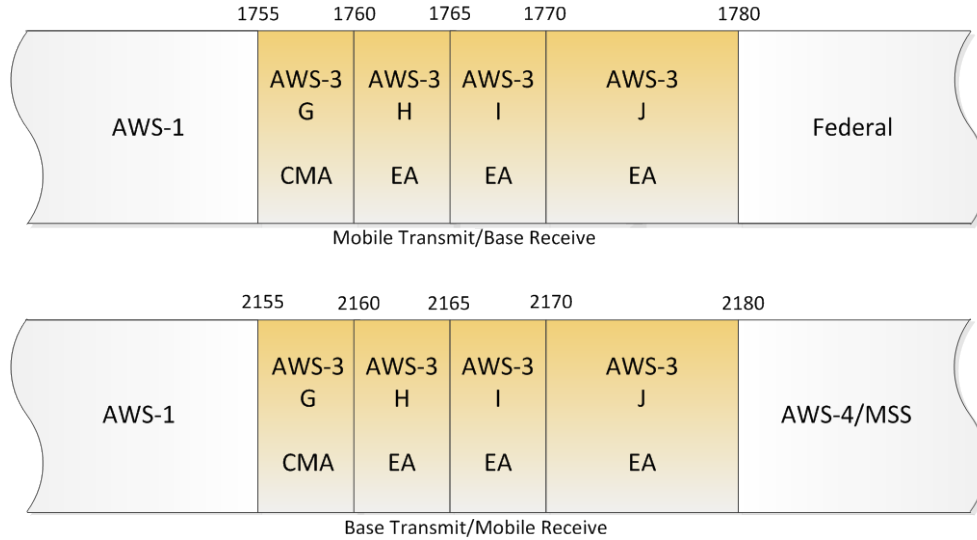 1755 1760 1765 1770 1780
AWS-1
AWS-3
G
CMA
AWS-3
H
EA
AWS-3
I
EA
AWS-3
J
EA
Federal
Mobile Transmit/Base Receive
2155 2160 2165 2170 2180
AWS-1
AWS-3
G
CMA
AWS-3
H
EA
AWS-3
I
EA
AWS-3
J
EA
AWS-4/MSS
Base Transmit/Mobile Receive